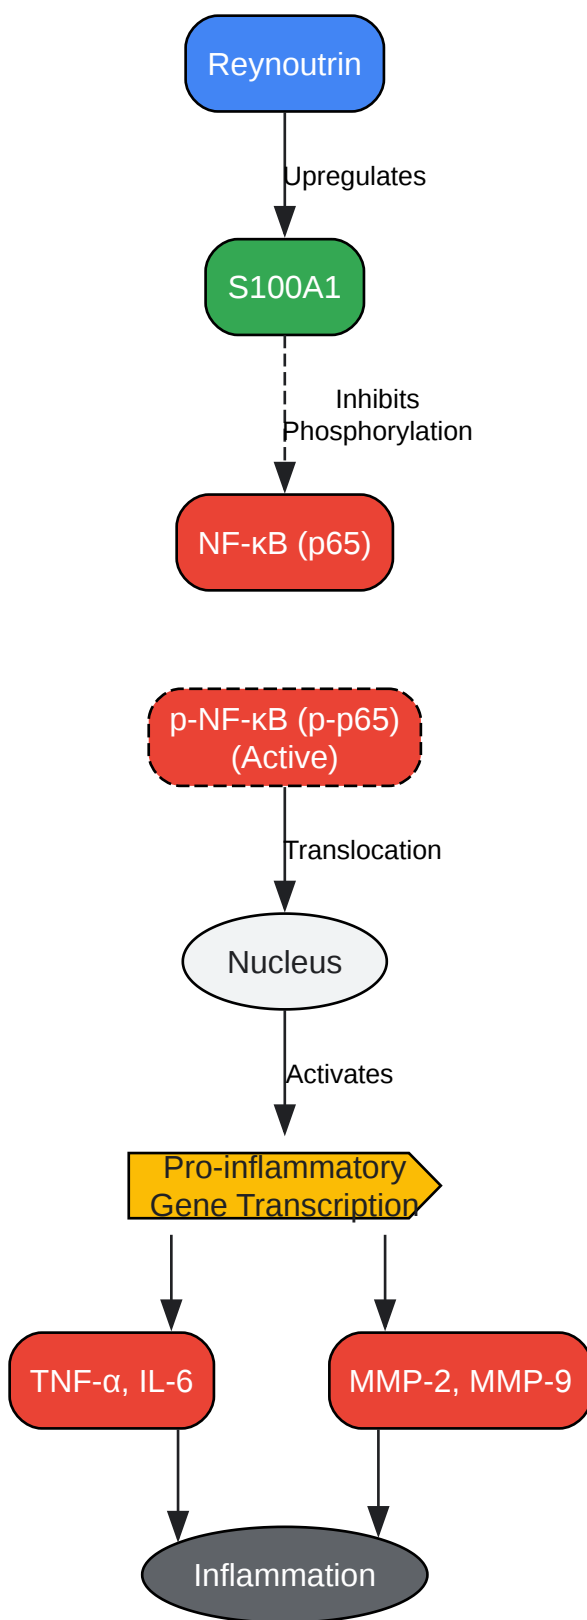 Reynoutrin
Upregulates
S100A1
Inhibits
Phosphorylation
NF-κB (p65)
p-NF-κB (p-p65)
(Active)
Translocation
Nucleus
Activates
Pro-inflammatory
Gene Transcription
TNF-α, IL-6
MMP-2, MMP-9
Inflammation